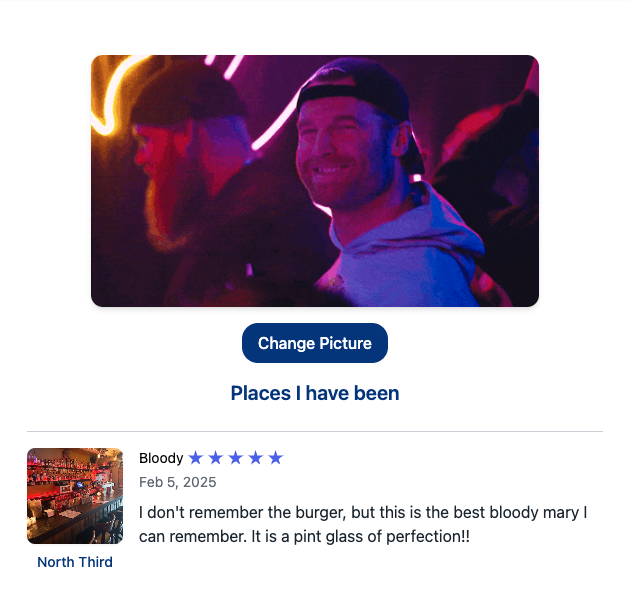 Change Picture
Places I have been
Bloody ★★★★★
Feb 5, 2025
I don't remember the burger, but this is the best bloody mary I
can remember. It is a pint glass of perfection!!
North Third